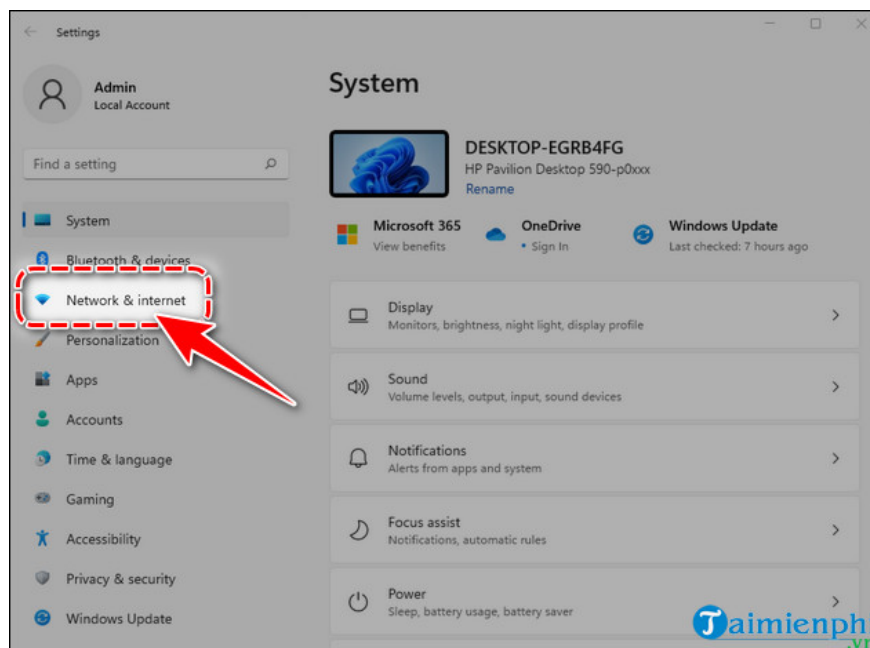 Settings
Admin
Local Account
Find a setting
System
Bluetooth & devices
Network & internet
Personalization
Apps
Accounts
Time & language
Gaming
Accessibility
Privacy & security
Windows Update
System
DESKTOP-EGRB4FG
HP Pavilion Desktop 590-p0xxx
Rename
Microsoft 365
View benefits
OneDrive
• Sign In
Windows Update
Last checked: 7 hours ago
Display
Monitors, brightness, night light, display profile
Sound
Volume levels, output, input, sound devices
Notifications
Alerts from apps and system
Focus assist
Notifications, automatic rules
Power
Sleep, battery usage, battery saver
Taimienph
.vn